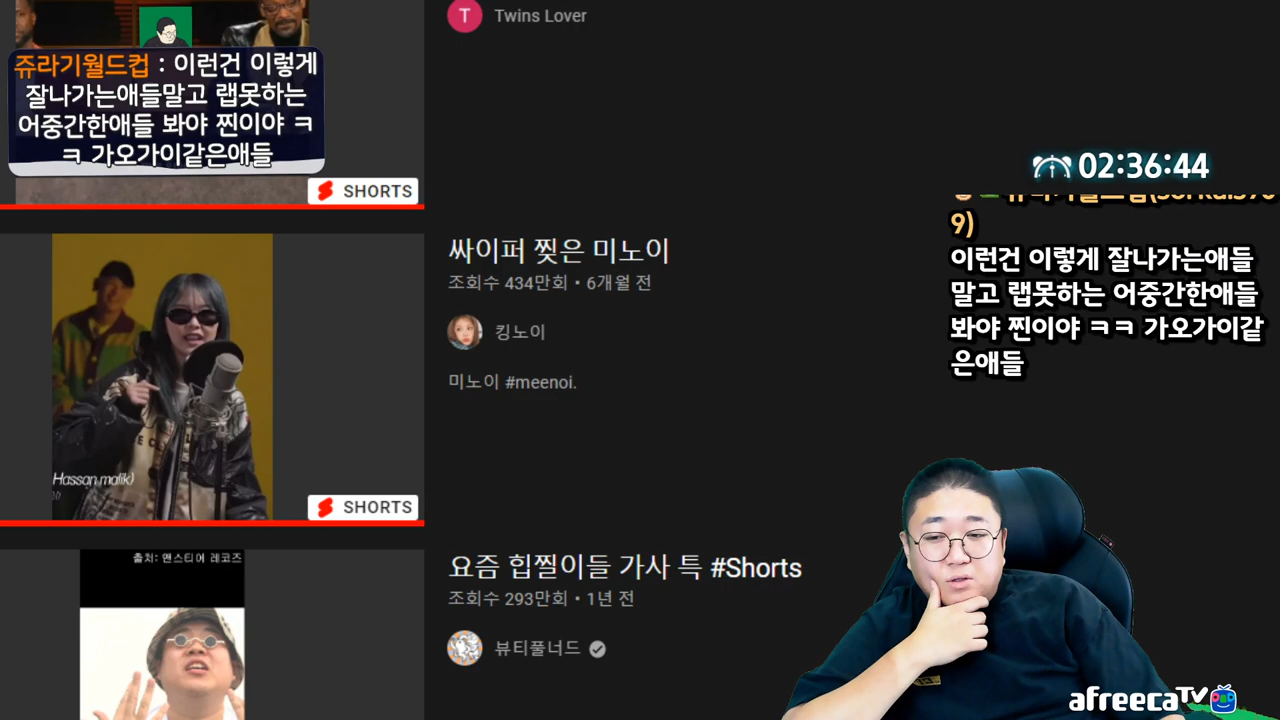 T Twins Lover
쥬라기월드컵 : 이런건 이렇게
잘나가는애들말고 랩못하는
어중간한애들 봐야 찐이야 ㅋ
ㅋ 가오가이같은애들
SHORTS
02:36:44
9)
이런건 이렇게 잘나가는애들
말고 랩못하는 어중간한애들
봐야 찐이야 ㅋㅋ 가오가이같
은애들
싸이퍼 찢은 미노이
조회수 434만회 • 6개월 전
킹노이
미노이 #meenoi.
Hassan malik)
SHORTS
출처: 맨스티어 레코즈
요즘 힙찔이들 가사 특 #Shorts
조회수 293만회 • 1년 전
뷰티풀너드
afreecaTV